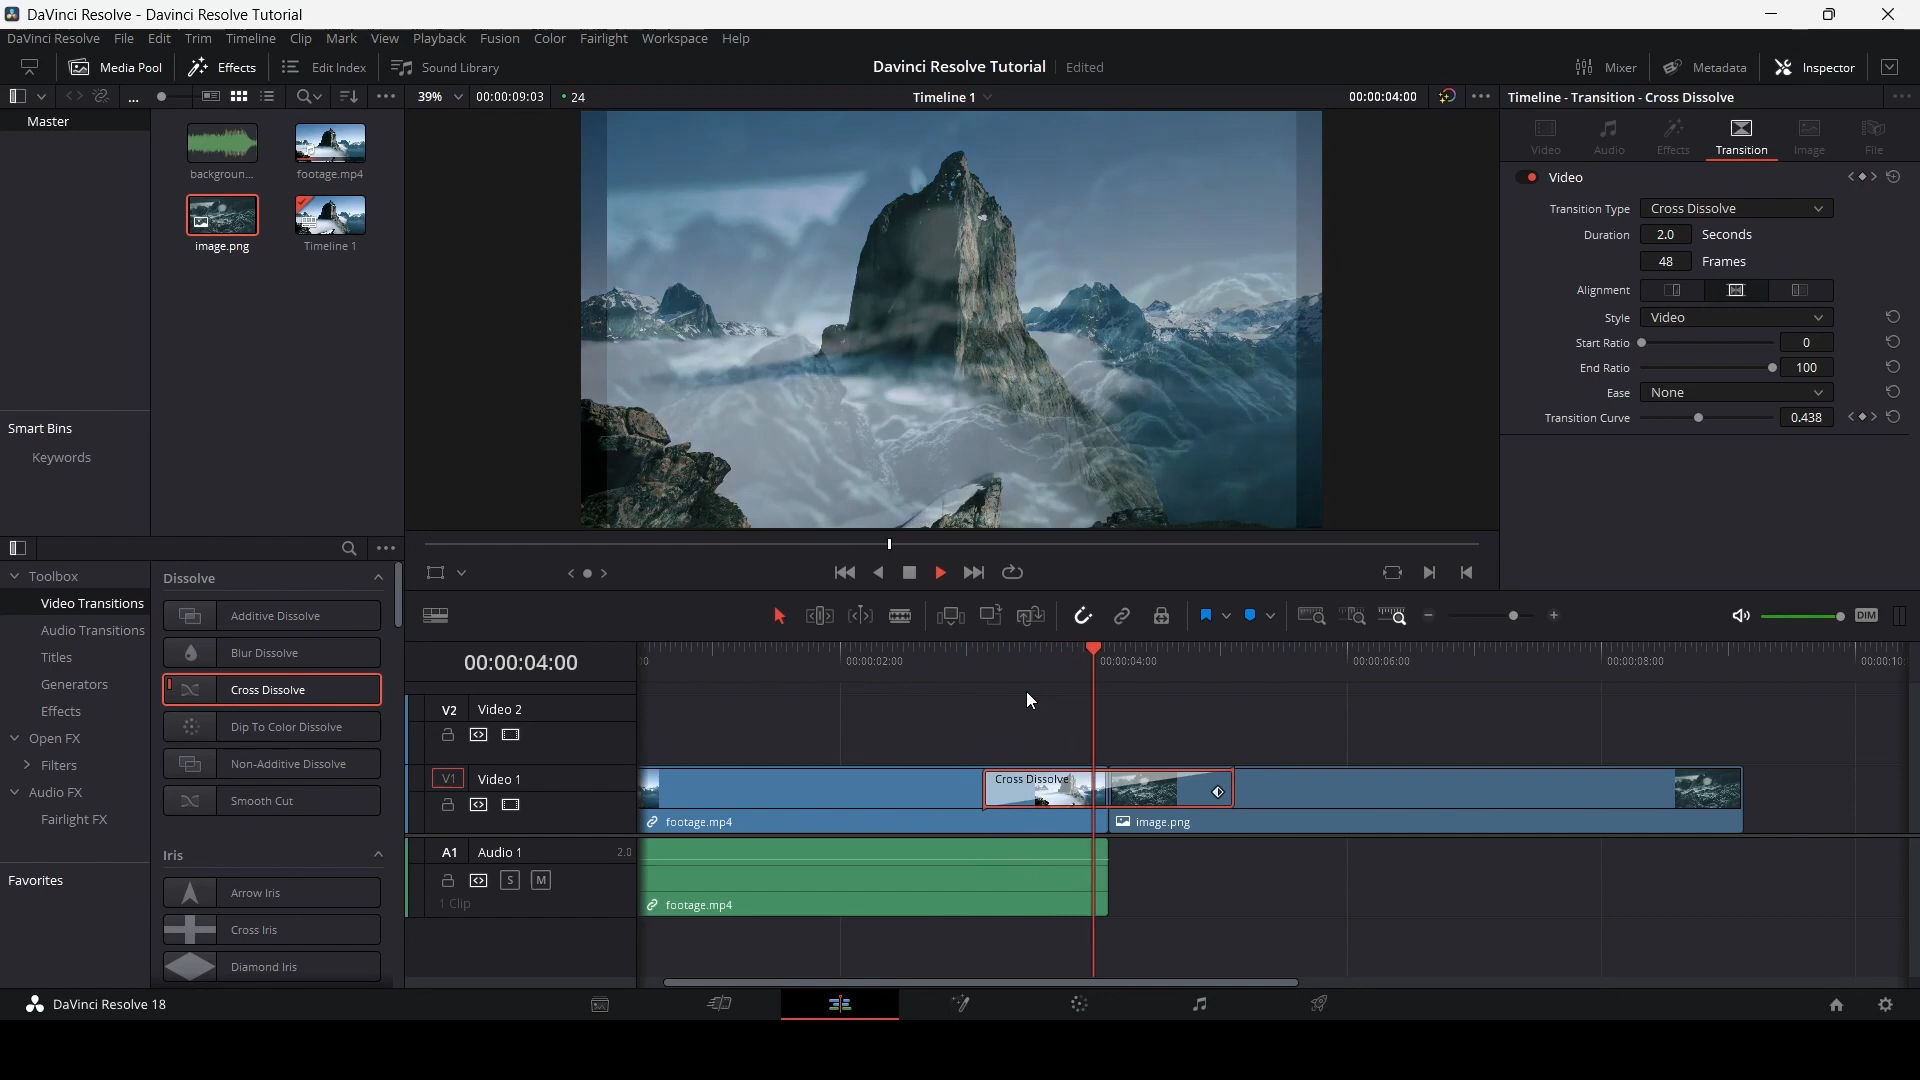 DaVinci Resolve - Davinci Resolve Tutorial
DaVinci Resolve File Edit Trim Timeline Clip Mark View Playback Fusion Color Fairlight Workspace Help
Media Pool Effects Edit Index Sound Library Davinci Resolve Tutorial Edited Mixer Metadata Inspector
39% 00:00:09:03 24 Timeline 1 00:00:04:00 Timeline - Transition - Cross Dissolve
Master
backgroun... footage.mp4
image.png Timeline 1
Smart Bins
Keywords
Video Audio Effects Transition Image File
Video
Transition Type Cross Dissolve
Duration 2.0 Seconds
48 Frames
Alignment
Style Video
Start Ratio 0
End Ratio 100
Ease None
Transition Curve 0.438
Toolbox
Video Transitions
Audio Transitions
Titles
Generators
Effects
Open FX
Filters
Audio FX
Fairlight FX
Favorites
Dissolve
Additive Dissolve
Blur Dissolve
Cross Dissolve
Dip To Color Dissolve
Non-Additive Dissolve
Smooth Cut
Iris
Arrow Iris
Cross Iris
Diamond Iris
DIM
00:00:04:00 00:00:02:00 00:00:04:00 00:00:06:00 00:00:08:00 00:00:10:
V2 Video 2
V1 Video 1
Cross Dissolve
footage.mp4 image.png
A1 Audio 1 2.0
S M
1 Clip
footage.mp4
DaVinci Resolve 18